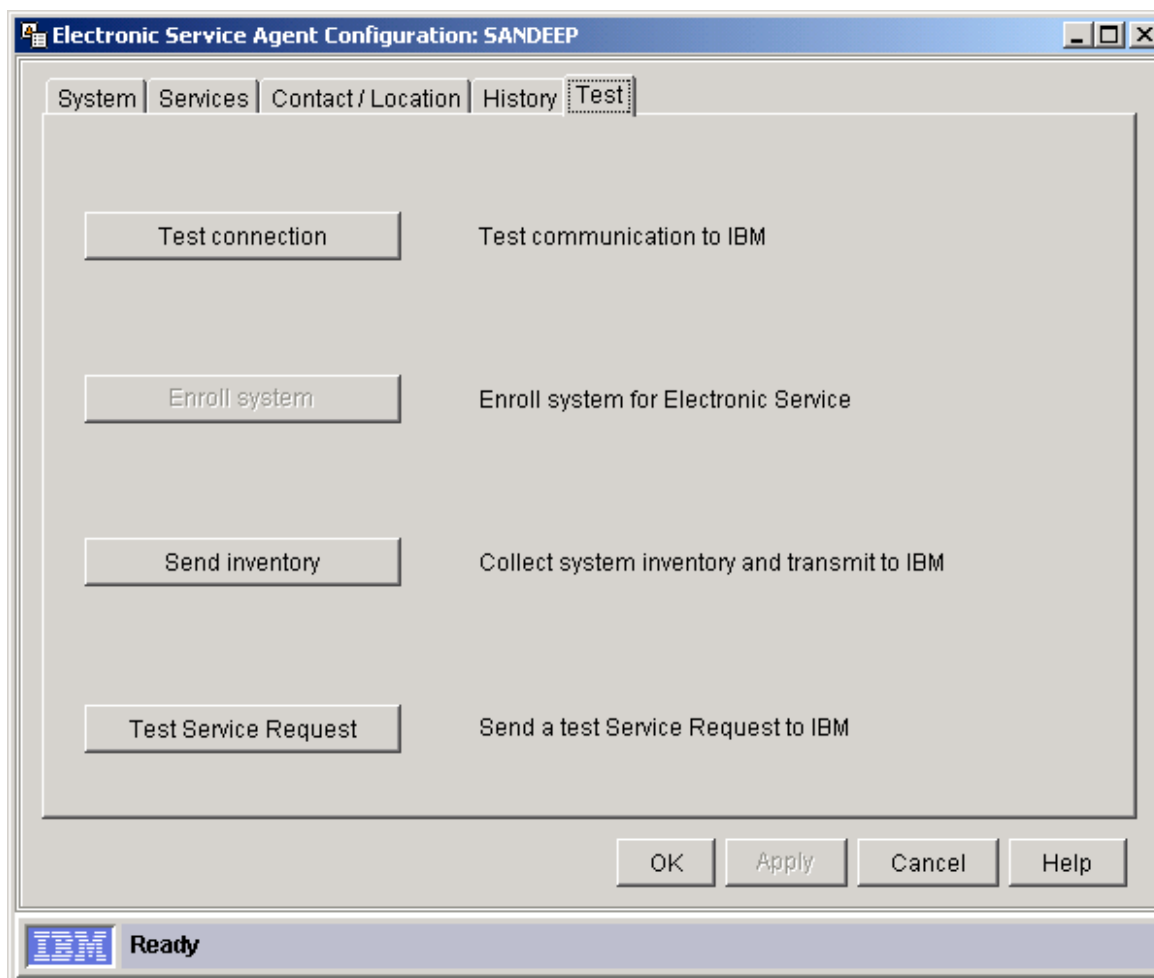 Electronic Service Agent Configuration: SANDEEP
System Services Contact / Location History Test
Test connection Test communication to IBM
Enroll system Enroll system for Electronic Service
Send inventory Collect system inventory and transmit to IBM
Test Service Request Send a test Service Request to IBM
OK Apply Cancel Help
IBM Ready